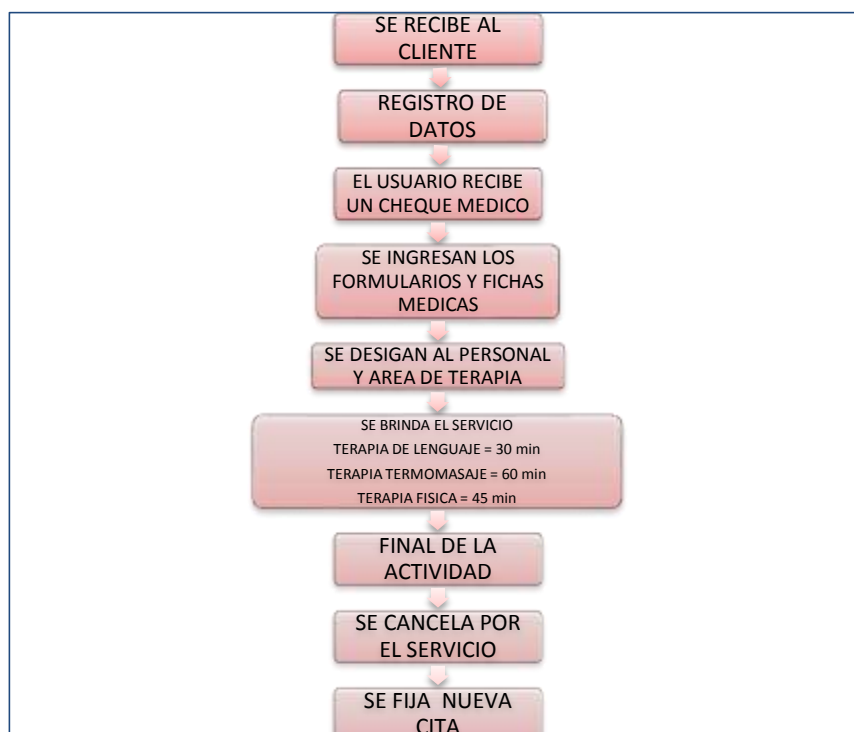 SE RECIBE AL
CLIENTE
REGISTRO DE
DATOS
EL USUARIO RECIBE
UN CHEQUE MEDICO
SE INGRESAN LOS
FORMULARIOS Y FICHAS
MEDICAS
SE DESIGAN AL PERSONAL
Y AREA DE TERAPIA
SE BRINDA EL SERVICIO
TERAPIA DE LENGUAJE = 30 min
TERAPIA TERMOMASAJE = 60 min
TERAPIA FISICA = 45 min
FINAL DE LA
ACTIVIDAD
SE CANCELA POR
EL SERVICIO
SE FIJA NUEVA
CITA